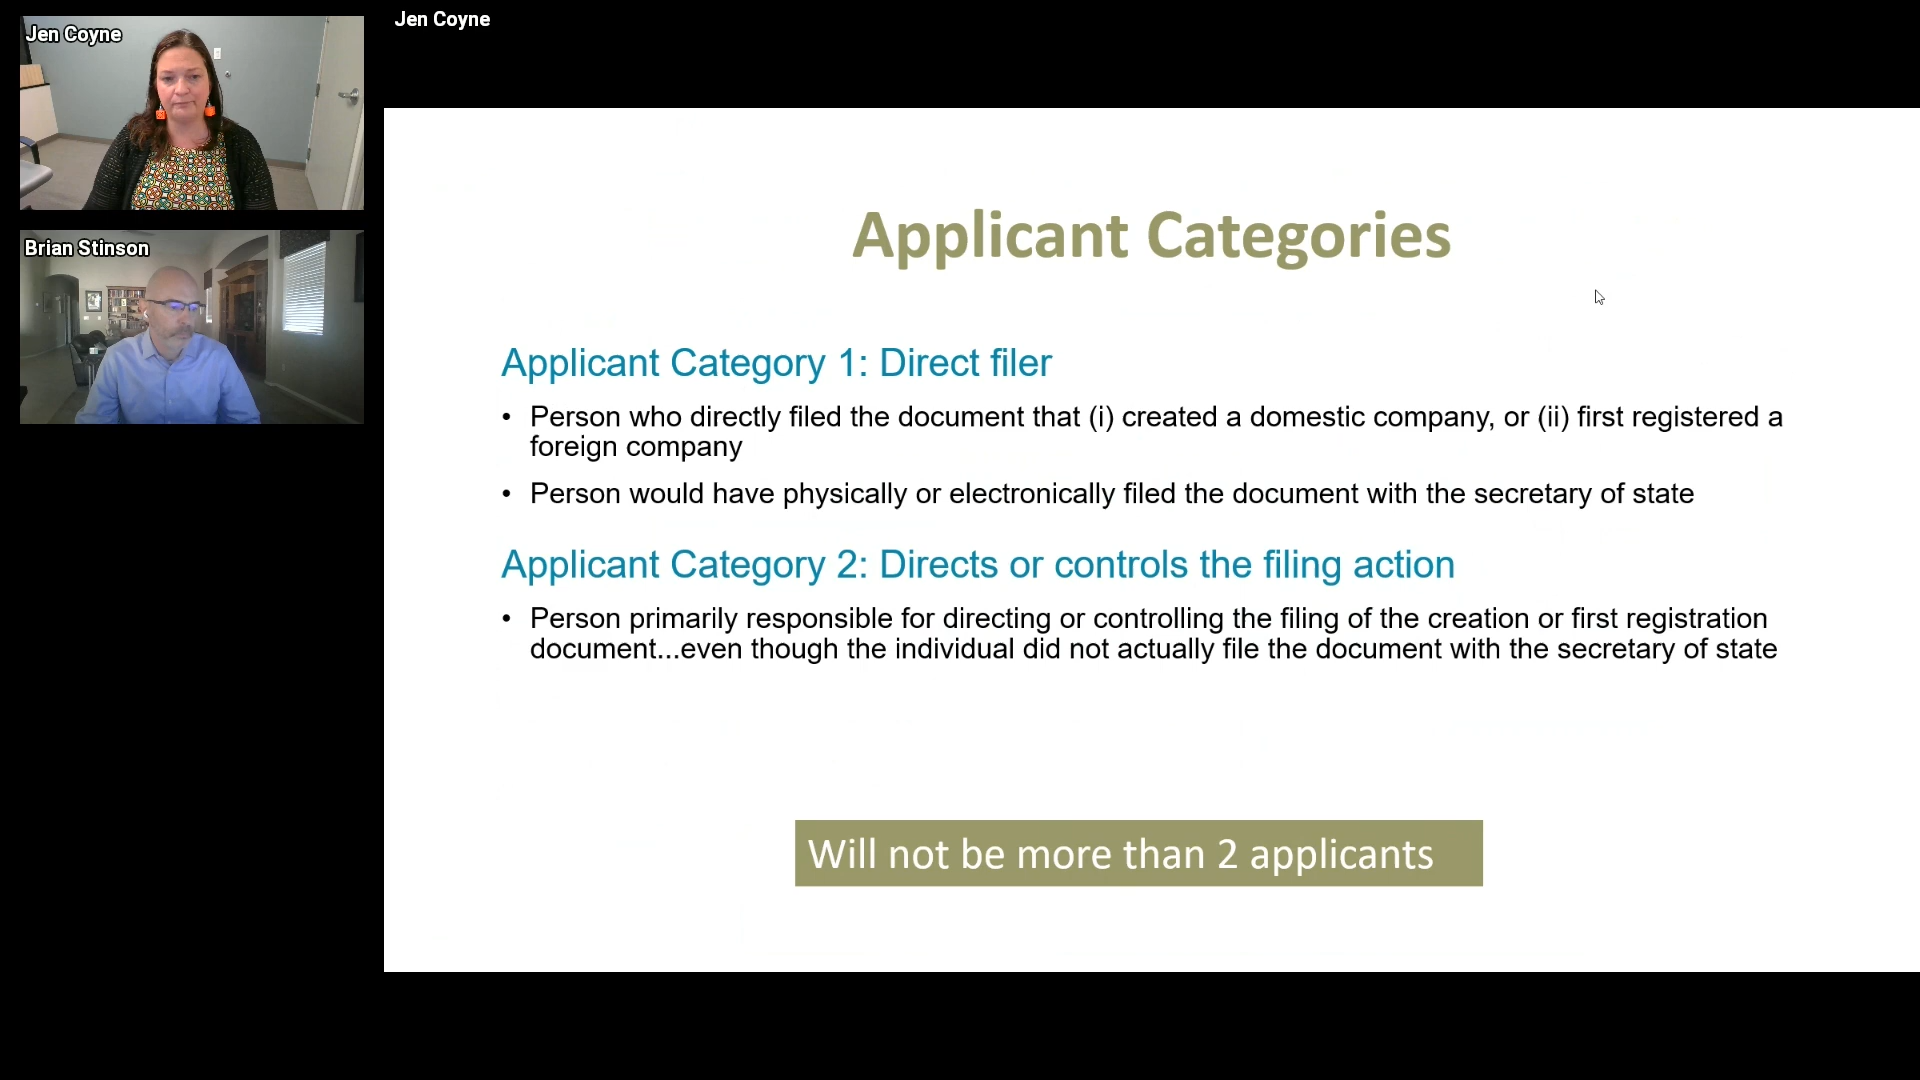 Jen Coyne
Jen Coyne
Brian Stinson
Applicant Categories
Applicant Category 1: Direct filer
• Person who directly filed the document that (i) created a domestic company, or (ii) first registered a
foreign company
• Person would have physically or electronically filed the document with the secretary of state
Applicant Category 2: Directs or controls the filing action
• Person primarily responsible for directing or controlling the filing of the creation or first registration
document...even though the individual did not actually file the document with the secretary of state
Will not be more than 2 applicants